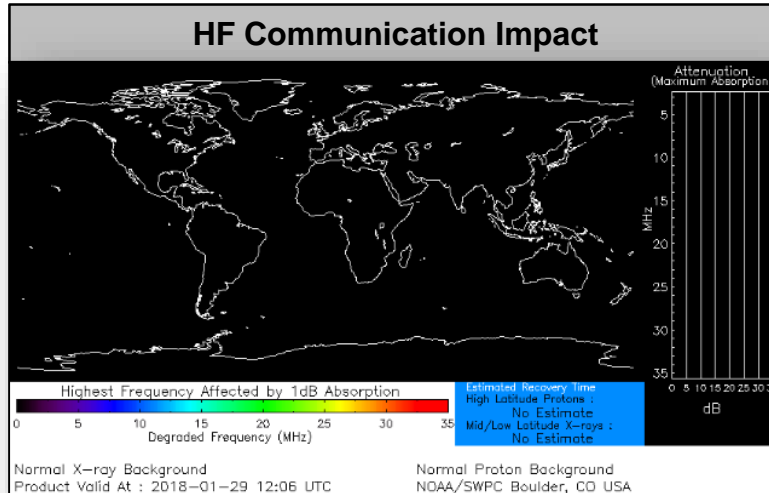 HF Communication Impact
Attenuation
(Maximum Absorption
5
10
15
20
25
30
35
MHz
0 5 10 15 20 25 30 3
dB
Highest Frequency Affected by 1dB Absorption
0 5 10 15 20 25 30 35
Degraded Frequency (MHz)
Estimated Recovery Time
High Latitude Protons :
No Estimate
Mid/Low Latitude X-rays :
No Estimate
Normal X-ray Background
Product Valid At : 2018-01-29 12:06 UTC
Normal Proton Background
NOAA/SWPC Boulder, CO USA